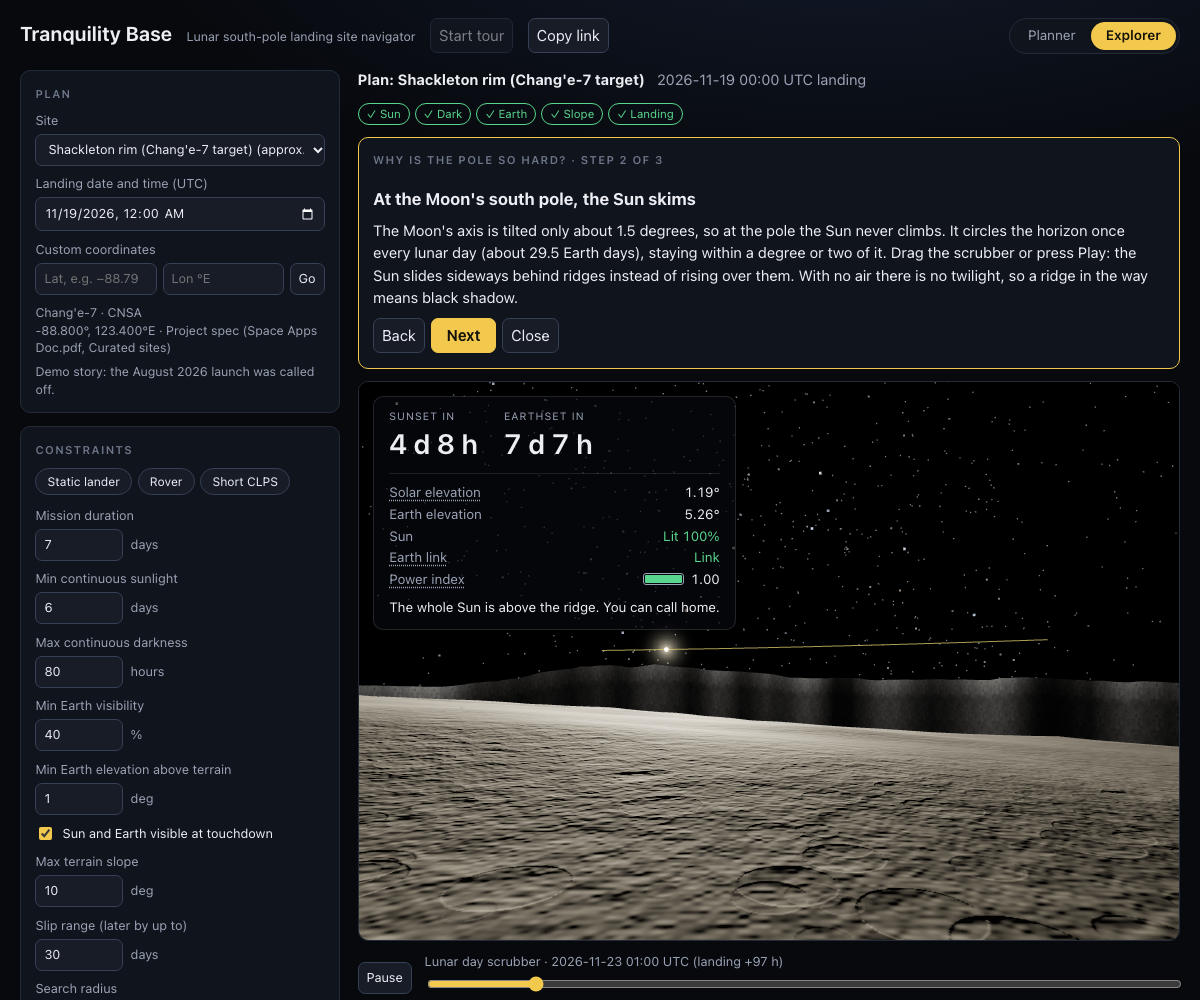 Tranquility Base
Lunar south-pole landing site navigator
Start tour
Copy link
Planner
Explorer
PLAN
Site
Shackleton rim (Chang'e-7 target) (approx.
Landing date and time (UTC)
11/19/2026, 12:00 AM
Custom coordinates
Lat, e.g. −88.79
Lon °E
Go
Chang'e-7 · CNSA
-88.800°, 123.400°E · Project spec (Space Apps
Doc.pdf, Curated sites)
Demo story: the August 2026 launch was called
off.
CONSTRAINTS
Static lander
Rover
Short CLPS
Mission duration
7 days
Min continuous sunlight
6 days
Max continuous darkness
80 hours
Min Earth visibility
40 %
Min Earth elevation above terrain
1 deg
Sun and Earth visible at touchdown
Max terrain slope
10 deg
Slip range (later by up to)
30 days
Search radius
Plan: Shackleton rim (Chang'e-7 target) 2026-11-19 00:00 UTC landing
✓ Sun
✓ Dark
✓ Earth
✓ Slope
✓ Landing
WHY IS THE POLE SO HARD? · STEP 2 OF 3
At the Moon's south pole, the Sun skims
The Moon's axis is tilted only about 1.5 degrees, so at the pole the Sun never climbs. It circles the horizon once
every lunar day (about 29.5 Earth days), staying within a degree or two of it. Drag the scrubber or press Play: the
Sun slides sideways behind ridges instead of rising over them. With no air there is no twilight, so a ridge in the way
means black shadow.
Back
Next
Close
SUNSET IN
4 d 8 h
EARTHSET IN
7 d 7 h
Solar elevation 1.19°
Earth elevation 5.26°
Sun Lit 100%
Earth link Link
Power index 1.00
The whole Sun is above the ridge. You can call home.
Pause
Lunar day scrubber · 2026-11-23 01:00 UTC (landing +97 h)